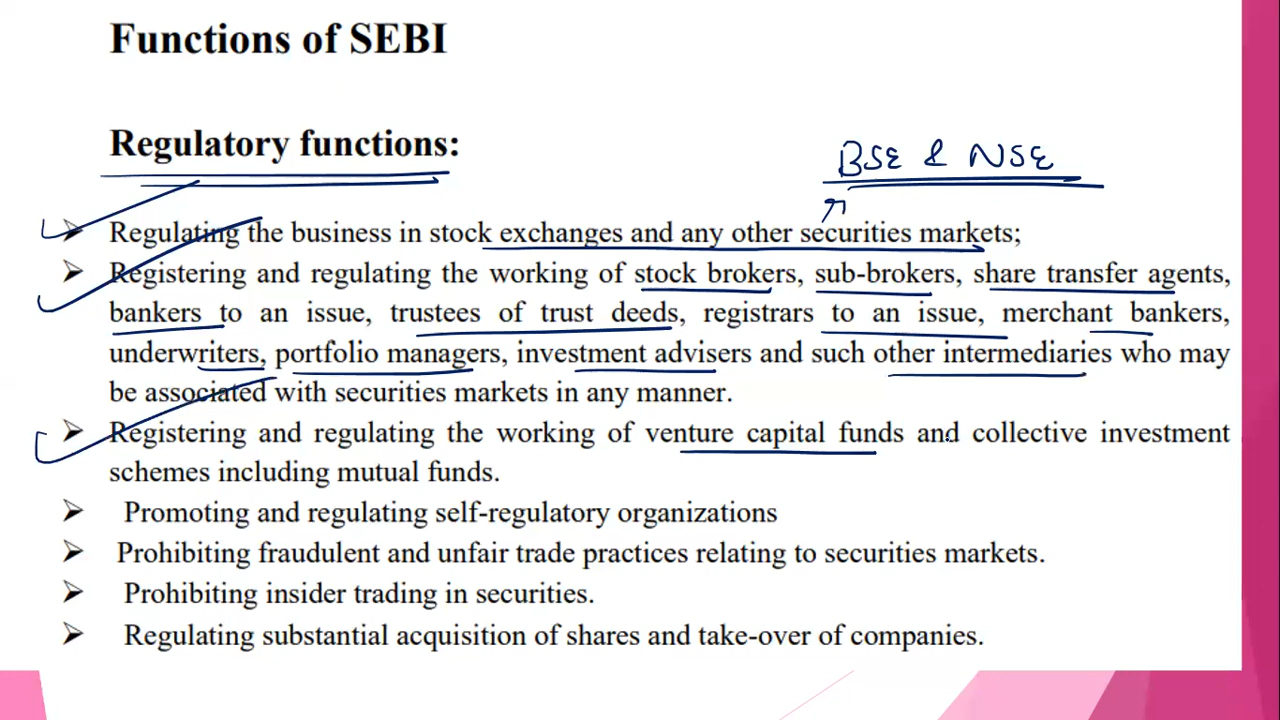 Functions of SEBI
Regulatory functions:
BSE & NSE
➢ Regulating the business in stock exchanges and any other securities markets;
➢ Registering and regulating the working of stock brokers, sub-brokers, share transfer agents,
bankers to an issue, trustees of trust deeds, registrars to an issue, merchant bankers,
underwriters, portfolio managers, investment advisers and such other intermediaries who may
be associated with securities markets in any manner.
➢ Registering and regulating the working of venture capital funds and collective investment
schemes including mutual funds.
➢ Promoting and regulating self-regulatory organizations
➢ Prohibiting fraudulent and unfair trade practices relating to securities markets.
➢ Prohibiting insider trading in securities.
➢ Regulating substantial acquisition of shares and take-over of companies.